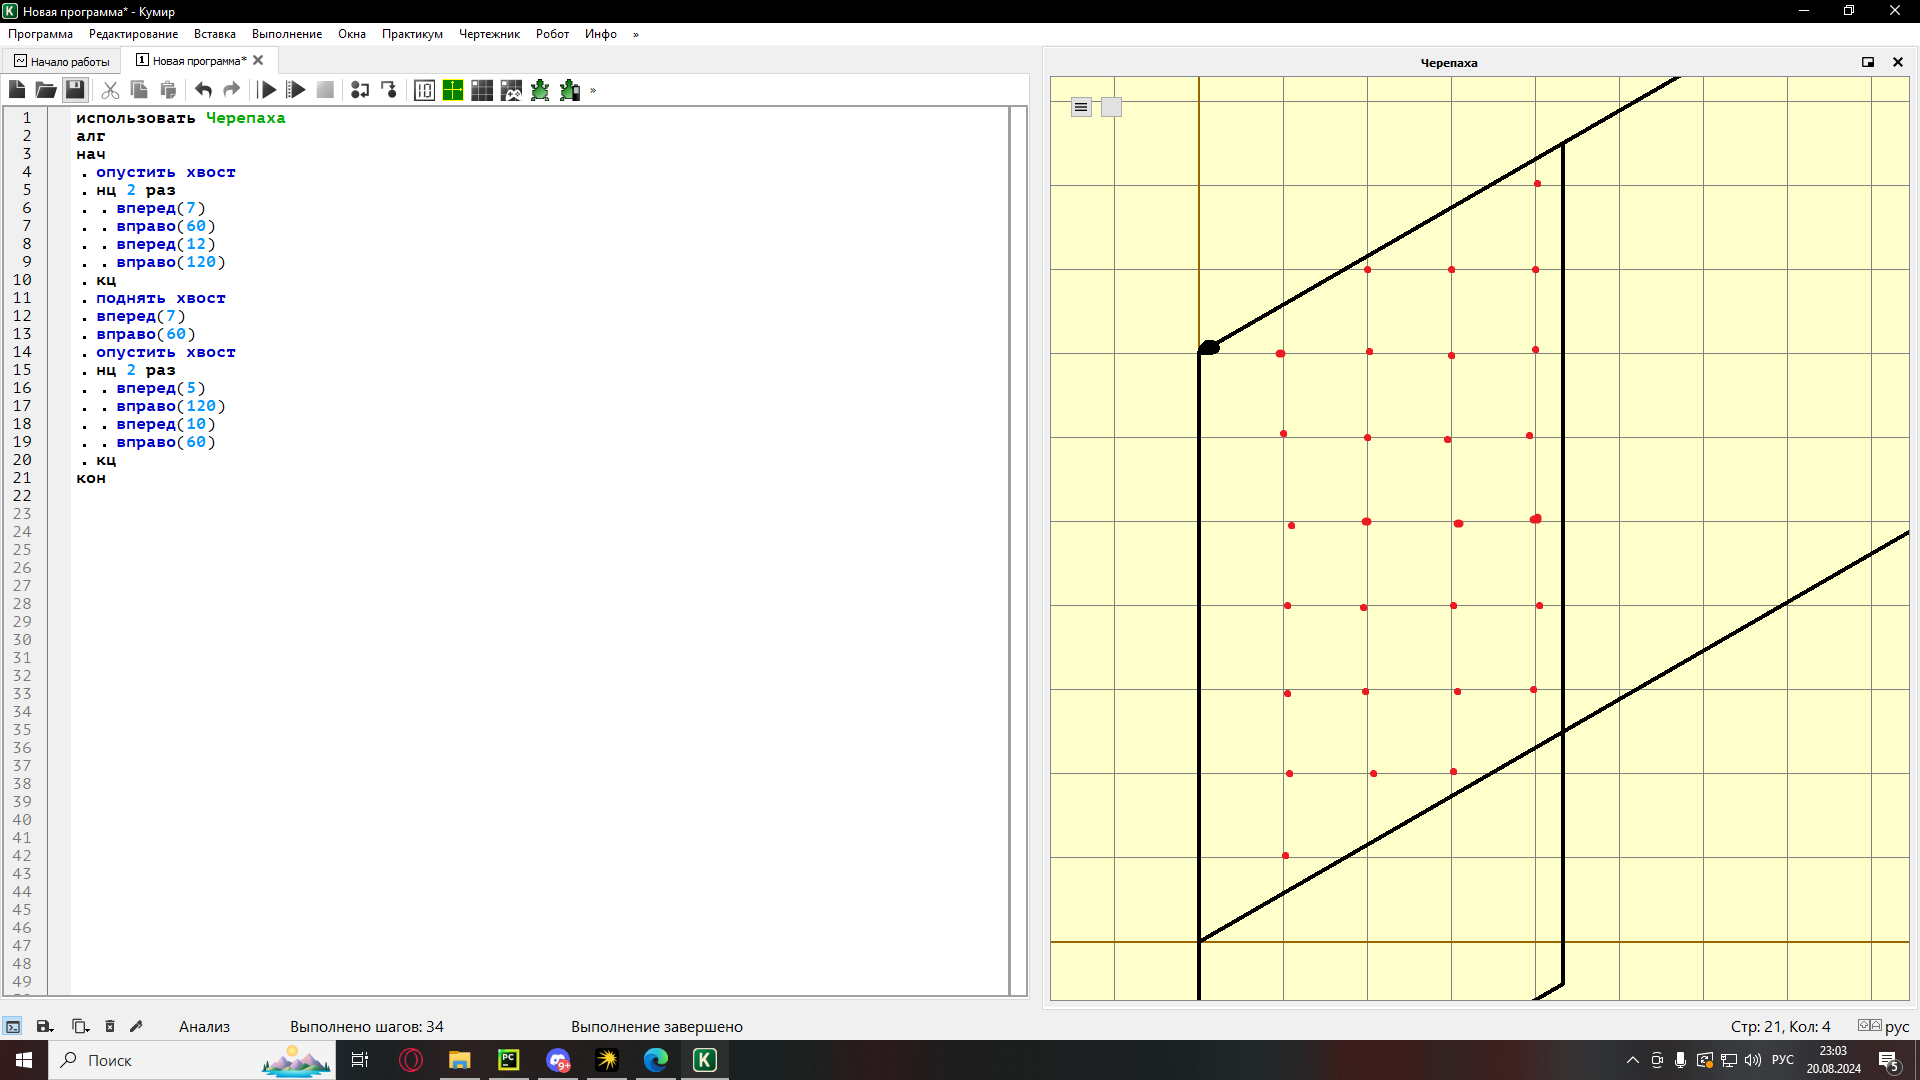 Новая программа* - Кумир
Программа Редактирование Вставка Выполнение Окна Практикум Чертежник Робот Инфо »
Начало работы
1 Новая программа*
Черепаха
»
1 использовать Черепаха
2 алг
3 нач
4 . опустить хвост
5 . нц 2 раз
6 . . вперед(7)
7 . . вправо(60)
8 . . вперед(12)
9 . . вправо(120)
10 . кц
11 . поднять хвост
12 . вперед(7)
13 . вправо(60)
14 . опустить хвост
15 . нц 2 раз
16 . . вперед(5)
17 . . вправо(120)
18 . . вперед(10)
19 . . вправо(60)
20 . кц
21 кон
22
23
24
25
26
27
28
29
30
31
32
33
34
35
36
37
38
39
40
41
42
43
44
45
46
47
48
49
Анализ Выполнено шагов: 34 Выполнение завершено Стр: 21, Кол: 4 рус
Поиск
PC
9+
K
РУС
23:03
20.08.2024
5